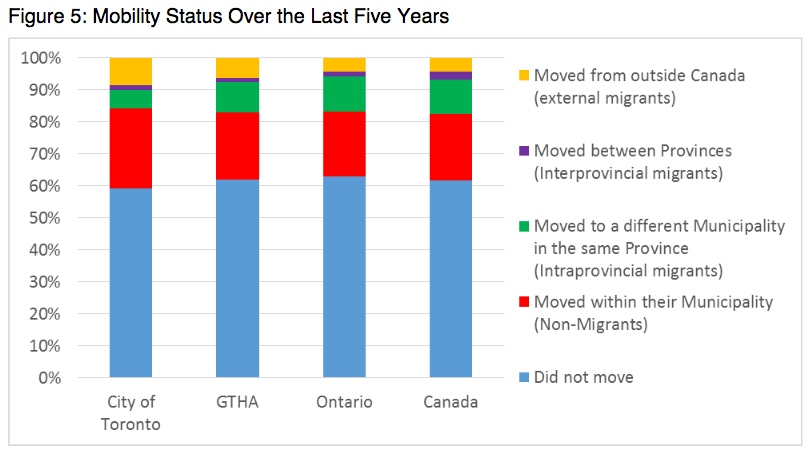 Figure 5: Mobility Status Over the Last Five Years
100%
90%
80%
70%
60%
50%
40%
30%
20%
10%
0%
City of
Toronto
GTHA
Ontario
Canada
Moved from outside Canada
(external migrants)
Moved between Provinces
(Interprovincial migrants)
Moved to a different Municipality
in the same Province
(Intraprovincial migrants)
Moved within their Municipality
(Non-Migrants)
Did not move